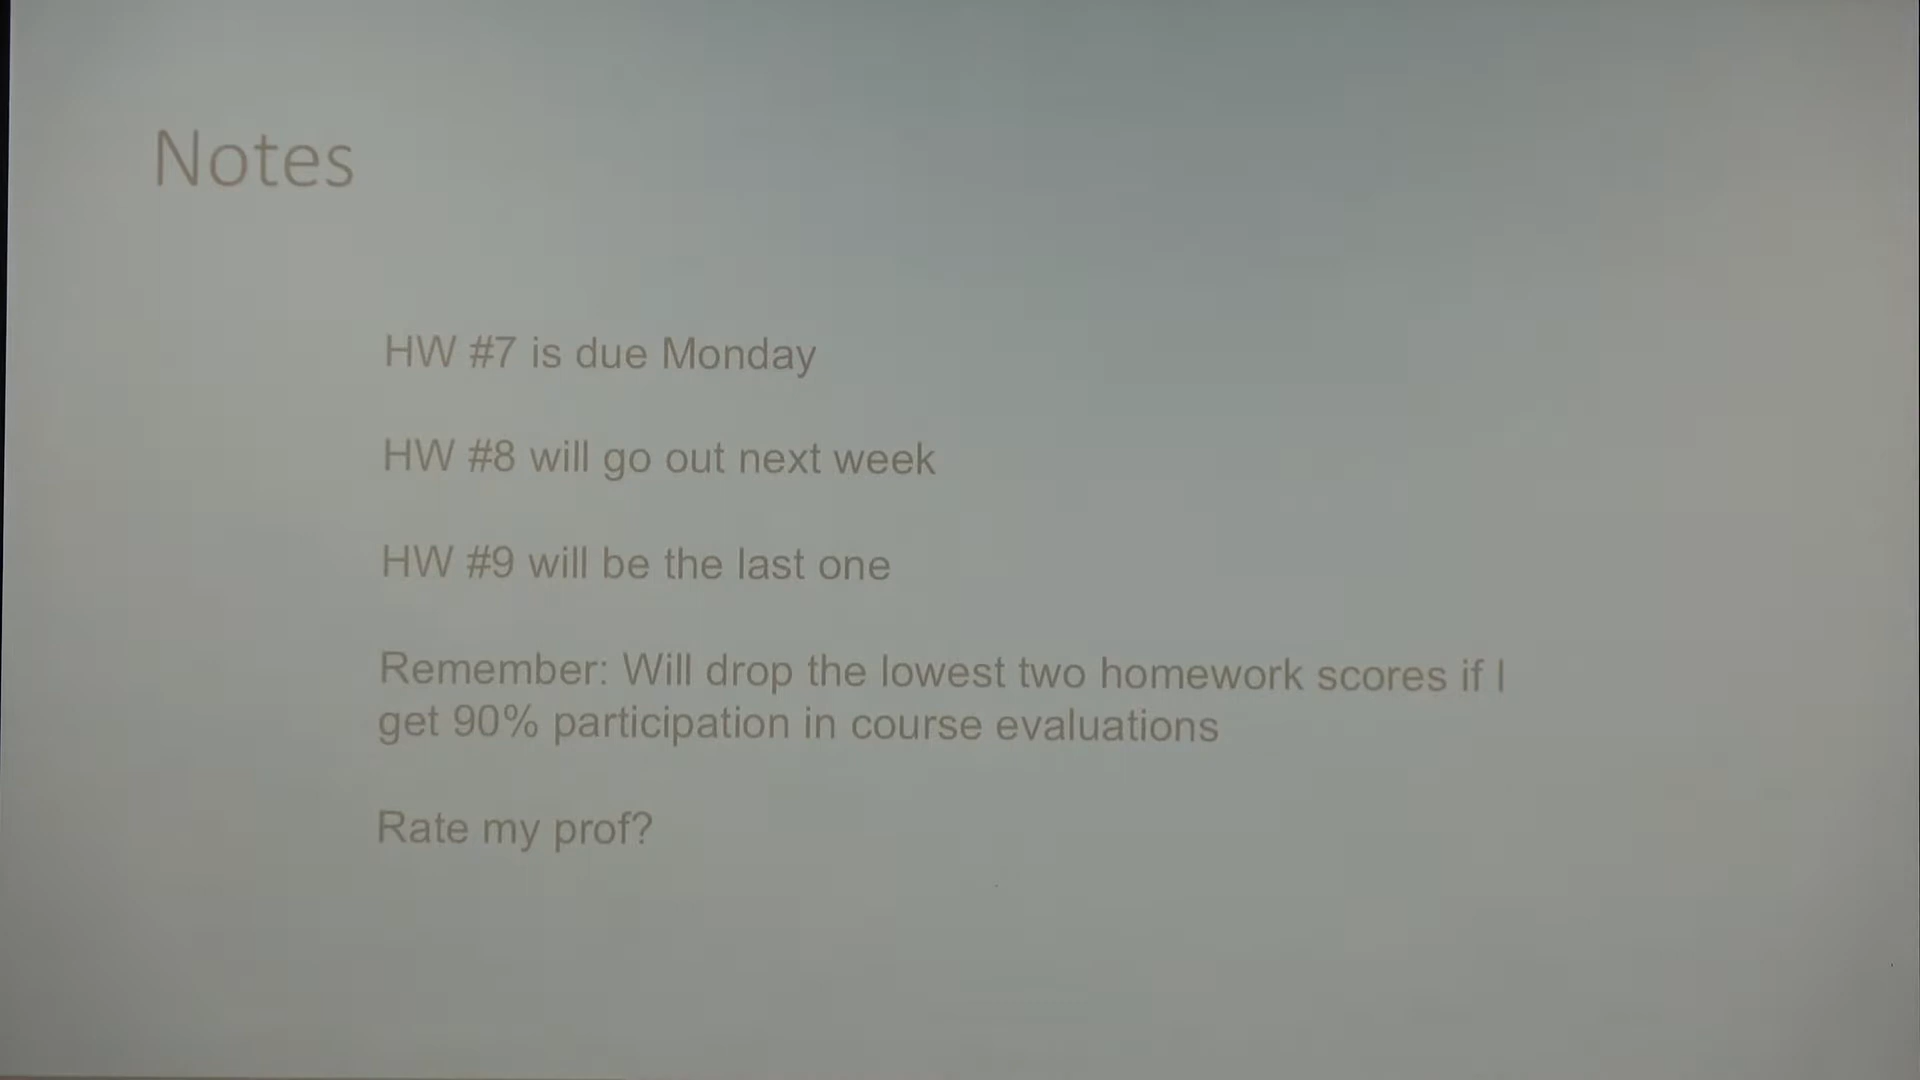 Notes
HW #7 is due Monday
HW #8 will go out next week
HW #9 will be the last one
Remember: Will drop the lowest two homework scores if I
get 90% participation in course evaluations
Rate my prof?